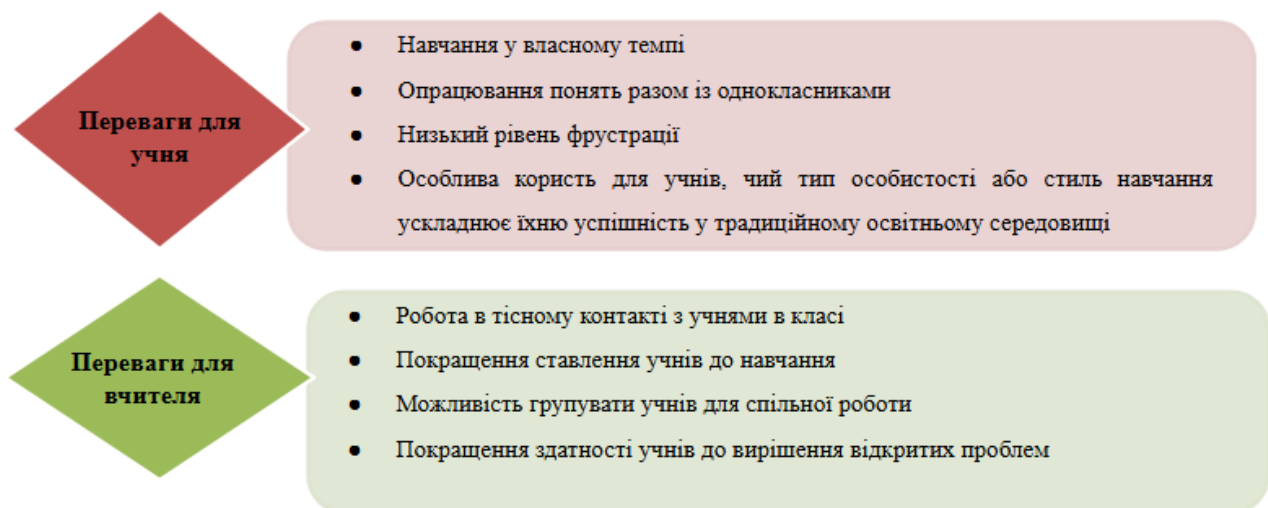 Переваги для
учня
● Навчання у власному темпі
● Опрацювання понять разом із однокласниками
● Низький рівень фрустрації
● Особлива користь для учнів, чий тип особистості або стиль навчання
ускладнює їхню успішність у традиційному освітньому середовищі
Переваги для
вчителя
● Робота в тісному контакті з учнями в класі
● Покращення ставлення учнів до навчання
● Можливість групувати учнів для спільної роботи
● Покращення здатності учнів до вирішення відкритих проблем